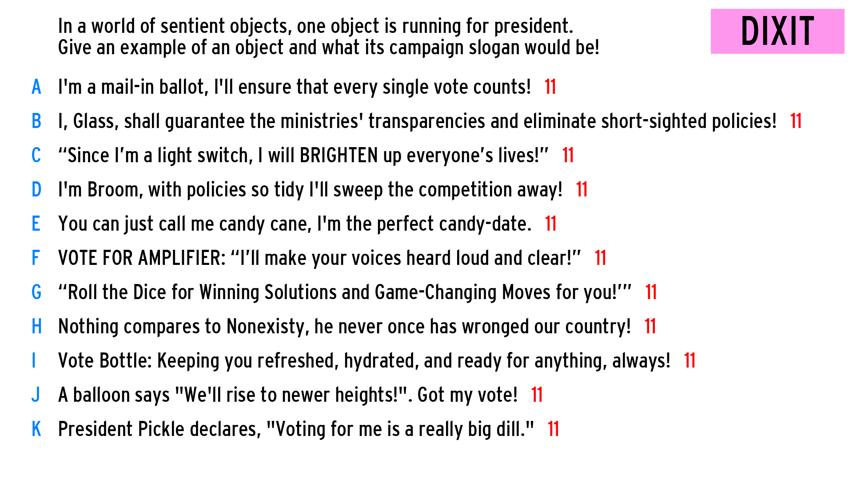 In a world of sentient objects, one object is running for president.
Give an example of an object and what its campaign slogan would be!
DIXIT
A I'm a mail-in ballot, I'll ensure that every single vote counts! 11
B I, Glass, shall guarantee the ministries' transparencies and eliminate short-sighted policies! 11
C “Since I’m a light switch, I will BRIGHTEN up everyone’s lives!” 11
D I'm Broom, with policies so tidy I'll sweep the competition away! 11
E You can just call me candy cane, I'm the perfect candy-date. 11
F VOTE FOR AMPLIFIER: “I’ll make your voices heard loud and clear!” 11
G “Roll the Dice for Winning Solutions and Game-Changing Moves for you!’” 11
H Nothing compares to Nonexisty, he never once has wronged our country! 11
I Vote Bottle: Keeping you refreshed, hydrated, and ready for anything, always! 11
J A balloon says "We'll rise to newer heights!". Got my vote! 11
K President Pickle declares, "Voting for me is a really big dill." 11